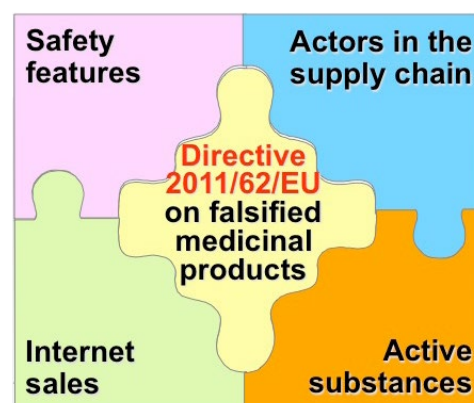 Safety
features
Actors in the
supply chain
Directive
2011/62/EU
on falsified
medicinal
products
Internet
sales
Active
substances